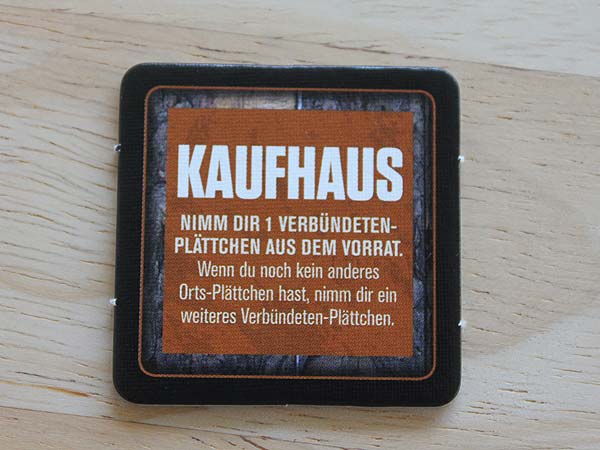 KAUFHAUS
NIMM DIR 1 VERBÜNDETEN-
PLÄTTCHEN AUS DEM VORRAT.
Wenn du noch kein anderes
Orts-Plättchen hast, nimm dir ein
weiteres Verbündeten-Plättchen.